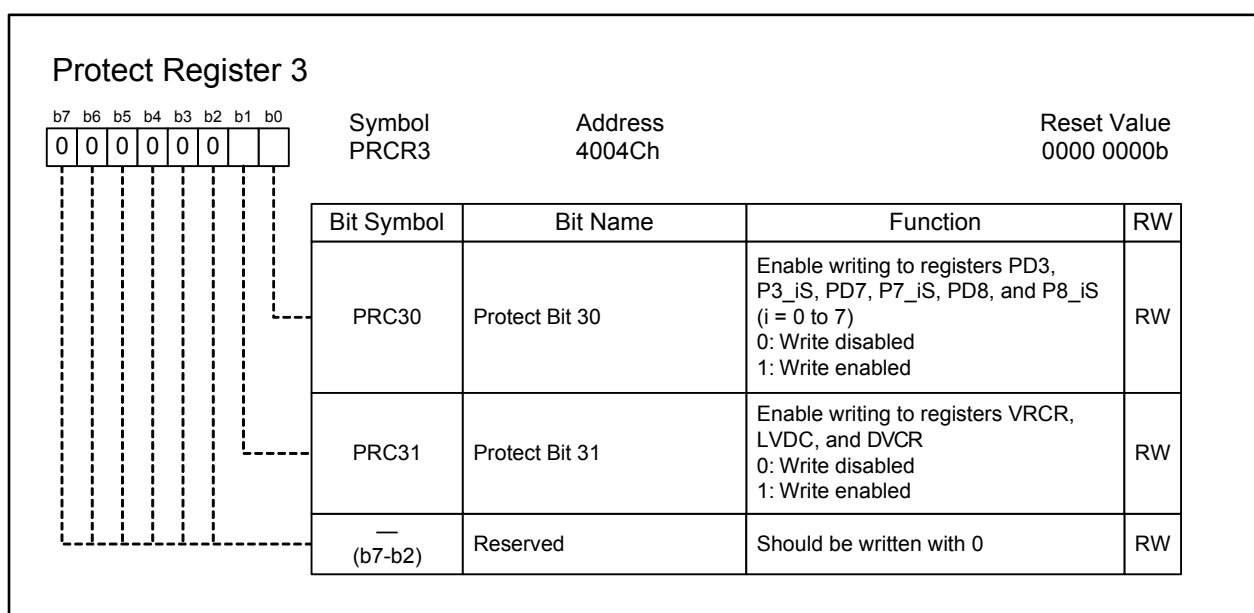 Protect Register 3
b7 b6 b5 b4 b3 b2 b1 b0
0 0 0 0 0 0
Symbol Address Reset Value
PRCR3 4004Ch 0000 0000b
Bit Symbol Bit Name Function RW
PRC30 Protect Bit 30 Enable writing to registers PD3,
P3_iS, PD7, P7_iS, PD8, and P8_iS
(i = 0 to 7)
0: Write disabled
1: Write enabled RW
PRC31 Protect Bit 31 Enable writing to registers VRCR,
LVDC, and DVCR
0: Write disabled
1: Write enabled RW
—
(b7-b2) Reserved Should be written with 0 RW